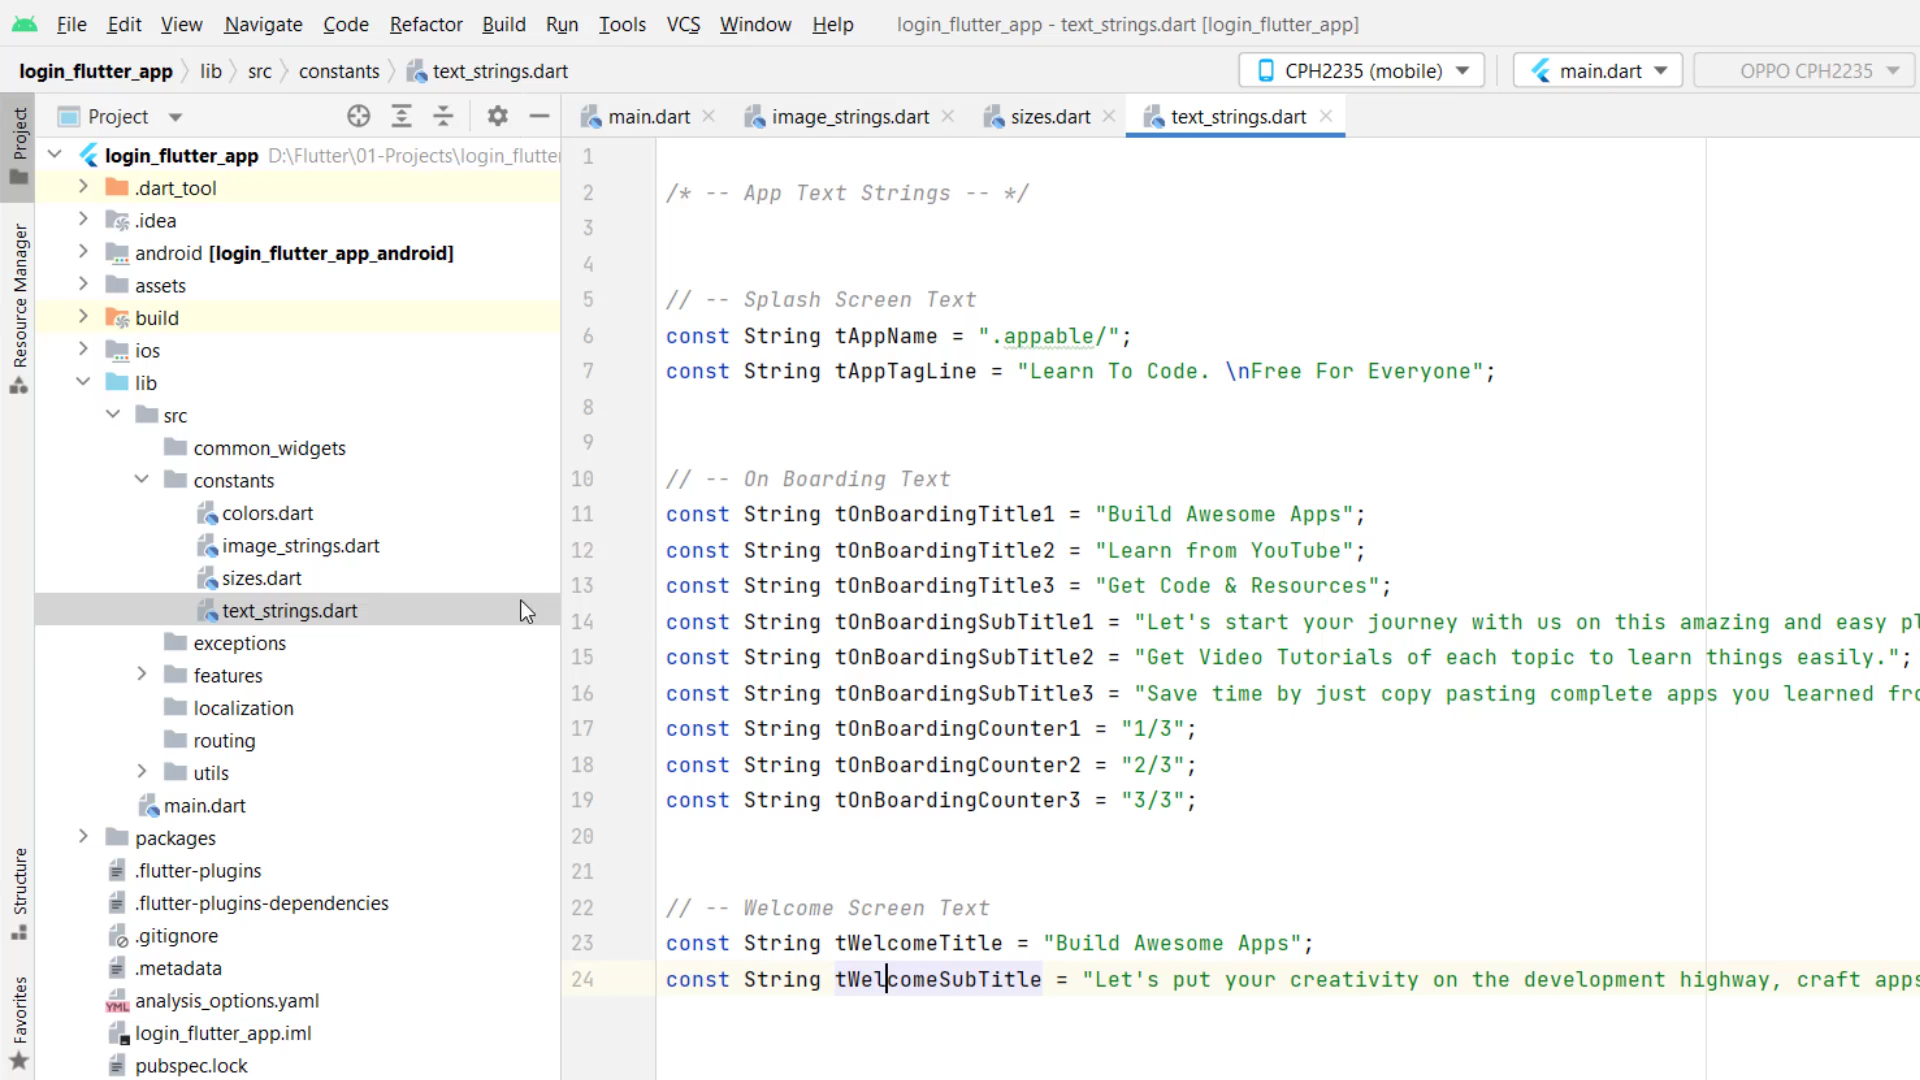 File Edit View Navigate Code Refactor Build Run Tools VCS Window Help login_flutter_app - text_strings.dart [login_flutter_app]
login_flutter_app lib src constants text_strings.dart CPH2235 (mobile) main.dart OPPO CPH2235
Project
Resource Manager
Structure
Favorites
Project
login_flutter_app D:\Flutter\01-Projects\login_flutter
.dart_tool
.idea
android [login_flutter_app_android]
assets
build
ios
lib
src
common_widgets
constants
colors.dart
image_strings.dart
sizes.dart
text_strings.dart
exceptions
features
localization
routing
utils
main.dart
packages
.flutter-plugins
.flutter-plugins-dependencies
.gitignore
.metadata
analysis_options.yaml
login_flutter_app.iml
pubspec.lock
main.dart image_strings.dart sizes.dart text_strings.dart
1
2 /* -- App Text Strings -- */
3
4
5 // -- Splash Screen Text
6 const String tAppName = ".appable/";
7 const String tAppTagLine = "Learn To Code. \nFree For Everyone";
8
9
10 // -- On Boarding Text
11 const String tOnBoardingTitle1 = "Build Awesome Apps";
12 const String tOnBoardingTitle2 = "Learn from YouTube";
13 const String tOnBoardingTitle3 = "Get Code & Resources";
14 const String tOnBoardingSubTitle1 = "Let's start your journey with us on this amazing and easy pl
15 const String tOnBoardingSubTitle2 = "Get Video Tutorials of each topic to learn things easily.";
16 const String tOnBoardingSubTitle3 = "Save time by just copy pasting complete apps you learned fro
17 const String tOnBoardingCounter1 = "1/3";
18 const String tOnBoardingCounter2 = "2/3";
19 const String tOnBoardingCounter3 = "3/3";
20
21
22 // -- Welcome Screen Text
23 const String tWelcomeTitle = "Build Awesome Apps";
24 const String tWelcomeSubTitle = "Let's put your creativity on the development highway, craft apps